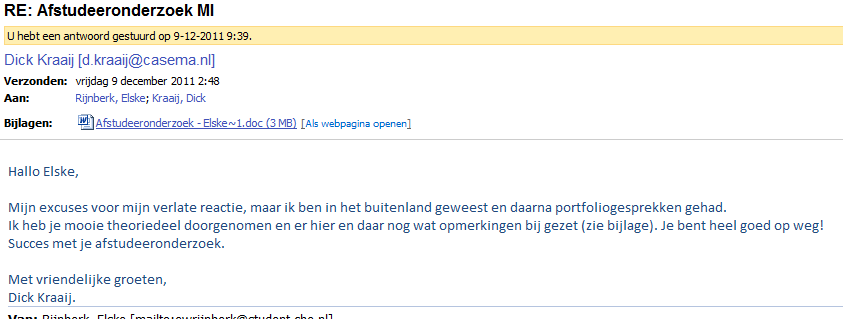 RE: Afstudeeronderzoek MI
U hebt een antwoord gestuurd op 9-12-2011 9:39.
Dick Kraaij [d.kraaij@casema.nl]
Verzonden: vrijdag 9 december 2011 2:48
Aan: Rijnberk, Elske; Kraaij, Dick
Bijlagen: Afstudeeronderzoek - Elske~1.doc (3 MB) [Als webpagina openen]
Hallo Elske,
Mijn excuses voor mijn verlate reactie, maar ik ben in het buitenland geweest en daarna portfoliogesprekken gehad.
Ik heb je mooie theoriedeel doorgenomen en er hier en daar nog wat opmerkingen bij gezet (zie bijlage). Je bent heel goed op weg!
Succes met je afstudeeronderzoek.
Met vriendelijke groeten,
Dick Kraaij.
Van: Rijnberk, Elske [mailto:ewrijnberk@student.che.nl]